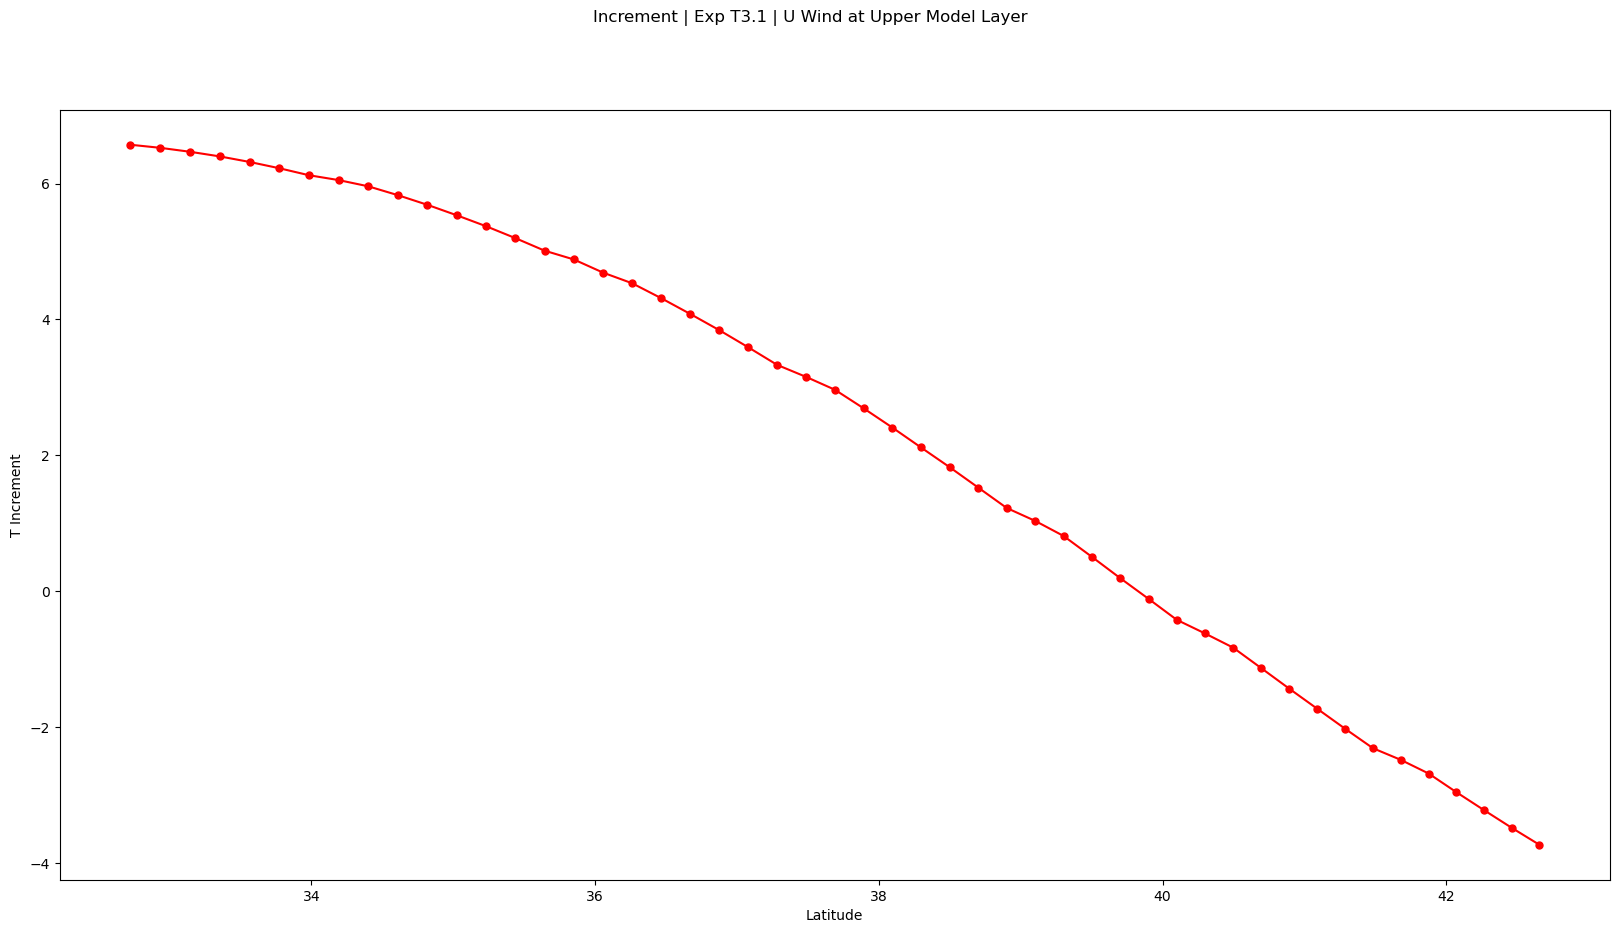 Increment | Exp T3.1 | U Wind at Upper Model Layer
6
4
2
0
−2
−4
T Increment
34 36 38 40 42
Latitude